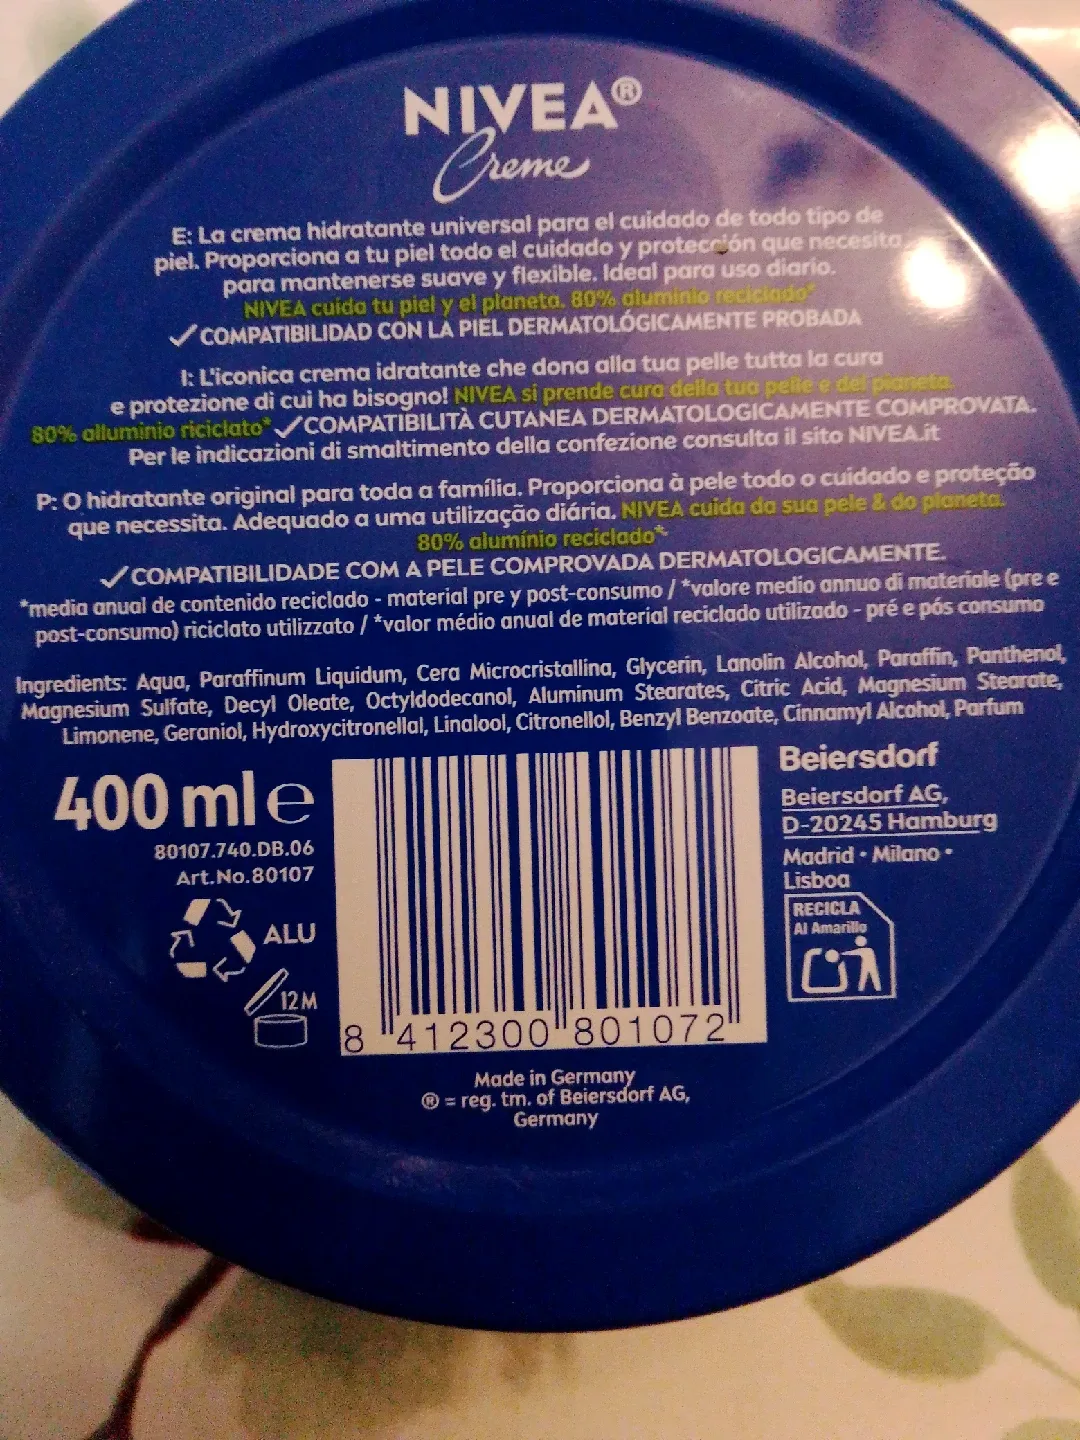 NIVEA®
Creme
E: La crema hidratante universal para el cuidado de todo tipo de
piel. Proporciona a tu piel todo el cuidado y protección que necesita
para mantenerse suave y flexible. Ideal para uso diario.
NIVEA cuida tu piel y el planeta. 80% aluminio reciclado*
✓COMPATIBILIDAD CON LA PIEL DERMATOLÓGICAMENTE PROBADA
I: L'iconica crema idratante che dona alla tua pelle tutta la cura
e protezione di cui ha bisogno! NIVEA si prende cura della tua pelle e del pianeta.
80% alluminio riciclato* ✓COMPATIBILITÀ CUTANEA DERMATOLOGICAMENTE COMPROVATA.
Per le indicazioni di smaltimento della confezione consulta il sito NIVEA.it
P: O hidratante original para toda a família. Proporciona à pele todo o cuidado e proteção
que necessita. Adequado a uma utilização diária. NIVEA cuida da sua pele & do planeta.
80% alumínio reciclado*
✓COMPATIBILIDADE COM A PELE COMPROVADA DERMATOLOGICAMENTE.
*media anual de contenido reciclado - material pre y post-consumo / *valore medio annuo di materiale (pre e
post-consumo) riciclato utilizzato / *valor médio anual de material reciclado utilizado - pré e pós consumo
Ingredients: Aqua, Paraffinum Liquidum, Cera Microcristallina, Glycerin, Lanolin Alcohol, Paraffin, Panthenol,
Magnesium Sulfate, Decyl Oleate, Octyldodecanol, Aluminum Stearates, Citric Acid, Magnesium Stearate,
Limonene, Geraniol, Hydroxycitronellal, Linalool, Citronellol, Benzyl Benzoate, Cinnamyl Alcohol, Parfum
400 ml e
80107.740.DB.06
Art.No.80107
ALU
12M
8 412300 801072
Beiersdorf
Beiersdorf AG,
D-20245 Hamburg
Madrid • Milano •
Lisboa
RECICLA
Al Amarillo
Made in Germany
® = reg. tm. of Beiersdorf AG,
Germany